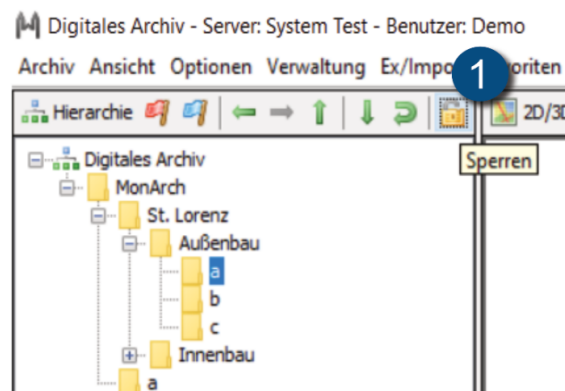 Digitales Archiv - Server: System Test - Benutzer: Demo
Archiv Ansicht Optionen Verwaltung Ex/Impo 1 oriten
Hierarchie 2D/3D
Sperren
Digitales Archiv
MonArch
St. Lorenz
Außenbau
a
b
c
Innenbau
a